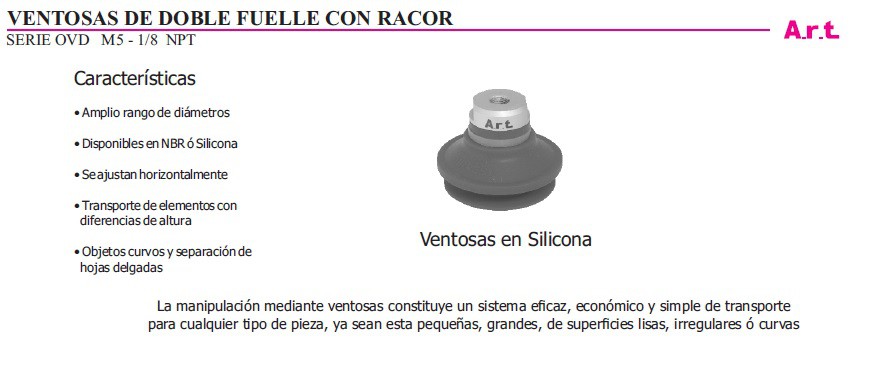 VENTOSAS DE DOBLE FUELLE CON RACOR
SERIE OVD M5 - 1/8 NPT
A.r.t.
Características
• Amplio rango de diámetros
• Disponibles en NBR ó Silicona
• Se ajustan horizontalmente
• Transporte de elementos con
diferencias de altura
• Objetos curvos y separación de
hojas delgadas
A.r.t.
Ventosas en Silicona
La manipulación mediante ventosas constituye un sistema eficaz, económico y simple de transporte
para cualquier tipo de pieza, ya sean esta pequeñas, grandes, de superficies lisas, irregulares ó curvas